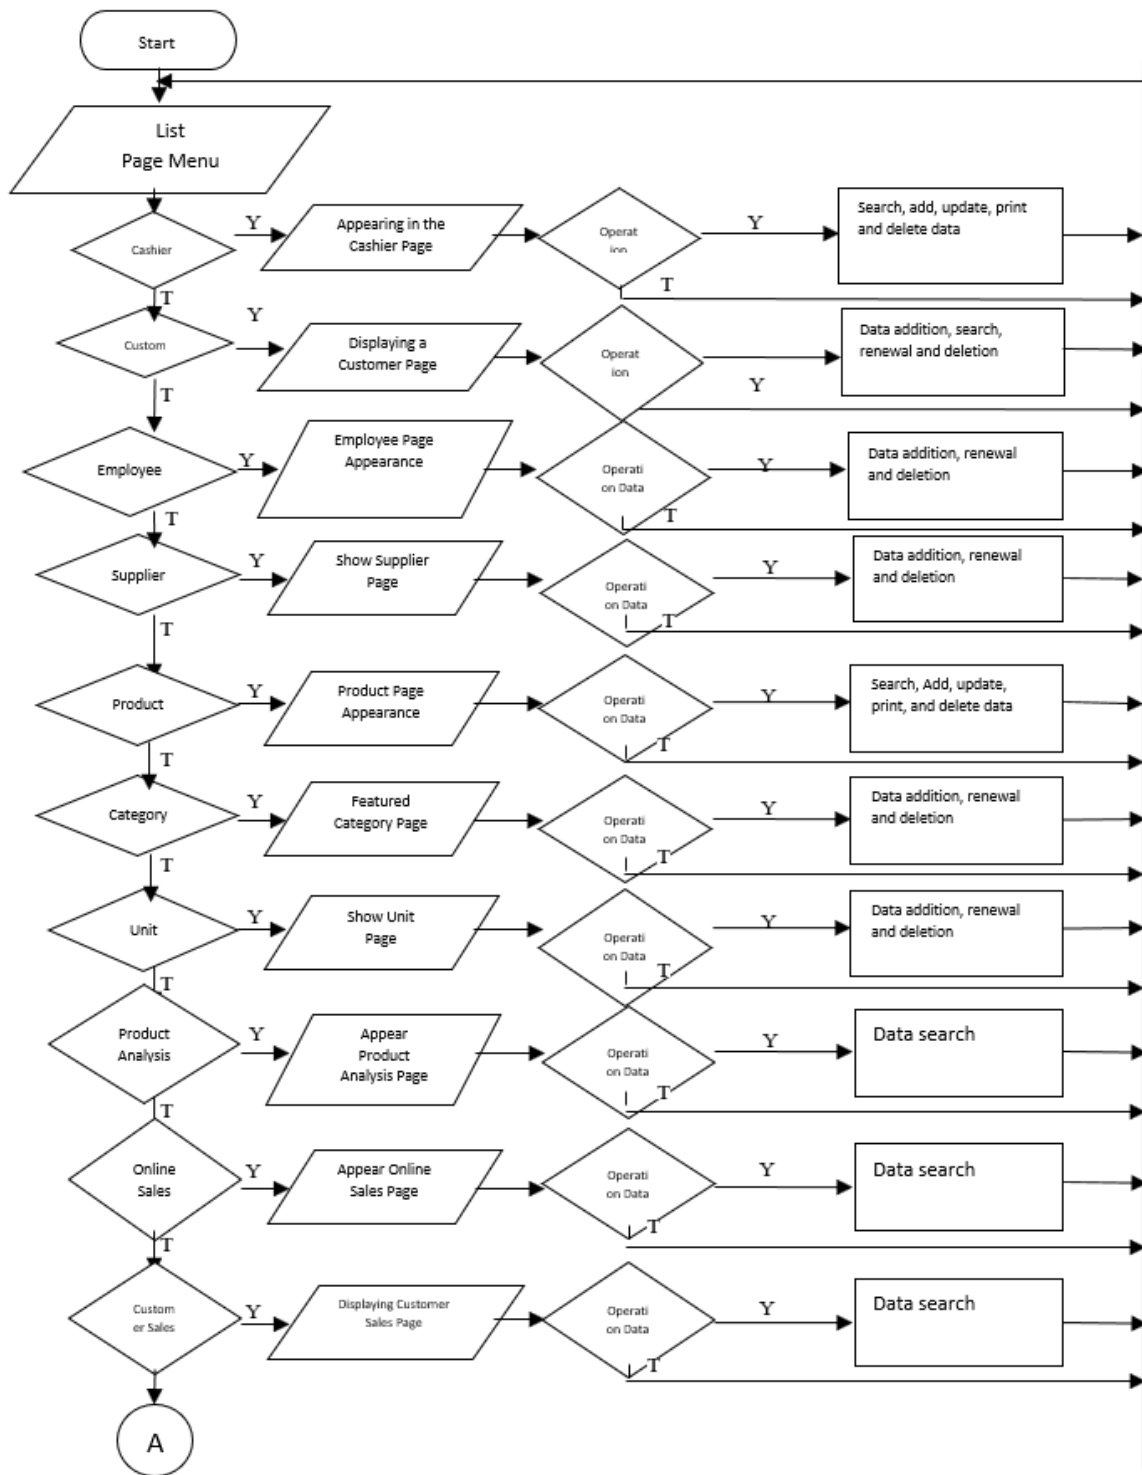 Start
List
Page Menu
Cashier
Y
Appearing in the
Cashier Page
Operat
ion
Y
Search, add, update, print
and delete data
T
T
Custom
Y
Displaying a
Customer Page
Operat
ion
Data addition, search,
renewal and deletion
Y
T
Employee
Y
Employee Page
Appearance
Operati
on Data
Y
Data addition, renewal
and deletion
T
T
Supplier
Y
Show Supplier
Page
Operati
on Data
Y
Data addition, renewal
and deletion
T
T
Product
Y
Product Page
Appearance
Operati
on Data
Y
Search, Add, update,
print, and delete data
T
T
Category
Y
Featured
Category Page
Operati
on Data
Y
Data addition, renewal
and deletion
T
T
Unit
Y
Show Unit
Page
Operati
on Data
Y
Data addition, renewal
and deletion
T
T
Product
Analysis
Y
Appear
Product
Analysis Page
Operati
on Data
Y
Data search
T
T
Online
Sales
Y
Appear Online
Sales Page
Operati
on Data
Y
Data search
T
T
Custom
er Sales
Y
Displaying Customer
Sales Page
Operati
on Data
Y
Data search
T
A